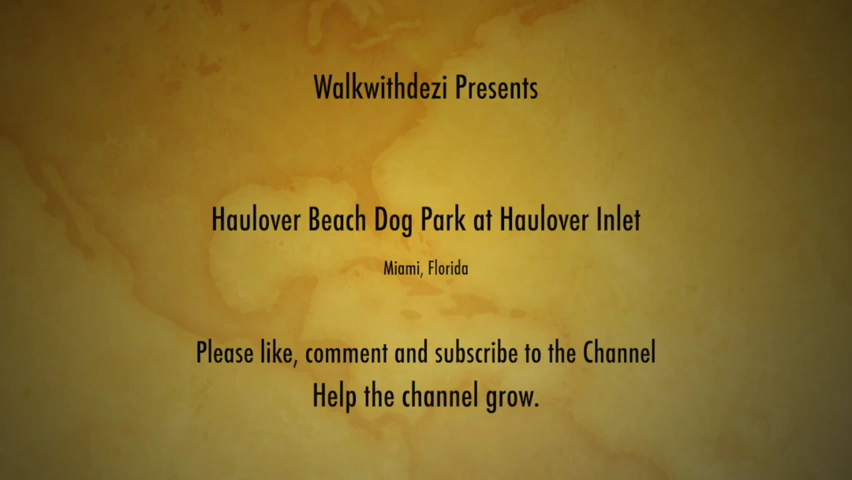 Walkwithdezi Presents
Haulover Beach Dog Park at Haulover Inlet
Miami, Florida
Please like, comment and subscribe to the Channel
Help the channel grow.